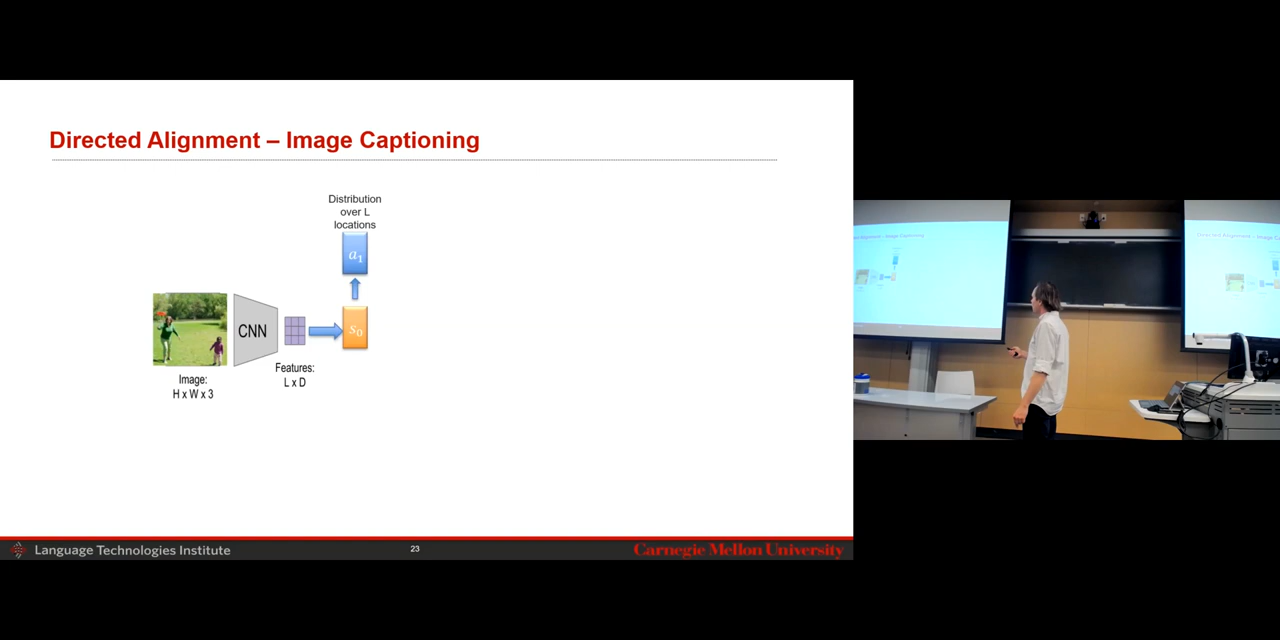 Directed Alignment – Image Captioning
Distribution
over L
locations
a₁
CNN
s₀
Features:
L x D
Image:
H x W x 3
Language Technologies Institute
23
Carnegie Mellon University